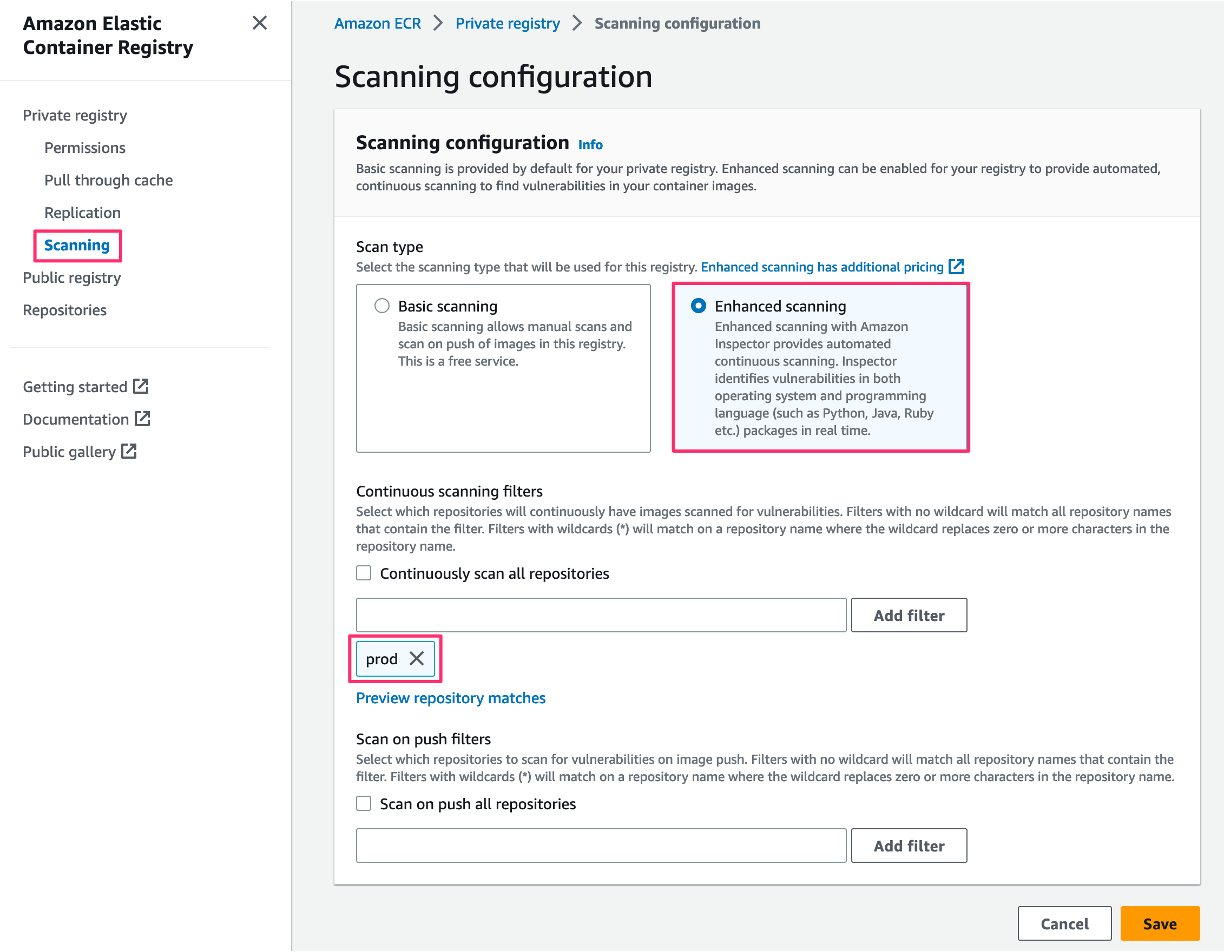 Amazon Elastic
Container Registry
Private registry
Permissions
Pull through cache
Replication
Scanning
Public registry
Repositories
Getting started
Documentation
Public gallery
Amazon ECR > Private registry > Scanning configuration
Scanning configuration
Scanning configuration Info
Basic scanning is provided by default for your private registry. Enhanced scanning can be enabled for your registry to provide automated,
continuous scanning to find vulnerabilities in your container images.
Scan type
Select the scanning type that will be used for this registry. Enhanced scanning has additional pricing
Basic scanning
Basic scanning allows manual scans and
scan on push of images in this registry.
This is a free service.
Enhanced scanning
Enhanced scanning with Amazon
Inspector provides automated
continuous scanning. Inspector
identifies vulnerabilities in both
operating system and programming
language (such as Python, Java, Ruby
etc.) packages in real time.
Continuous scanning filters
Select which repositories will continuously have images scanned for vulnerabilities. Filters with no wildcard will match all repository names
that contain the filter. Filters with wildcards (*) will match on a repository name where the wildcard replaces zero or more characters in the
repository name.
Continuously scan all repositories
Add filter
prod
Preview repository matches
Scan on push filters
Select which repositories to scan for vulnerabilities on image push. Filters with no wildcard will match all repository names that contain the
filter. Filters with wildcards (*) will match on a repository name where the wildcard replaces zero or more characters in the repository name.
Scan on push all repositories
Add filter
Cancel
Save